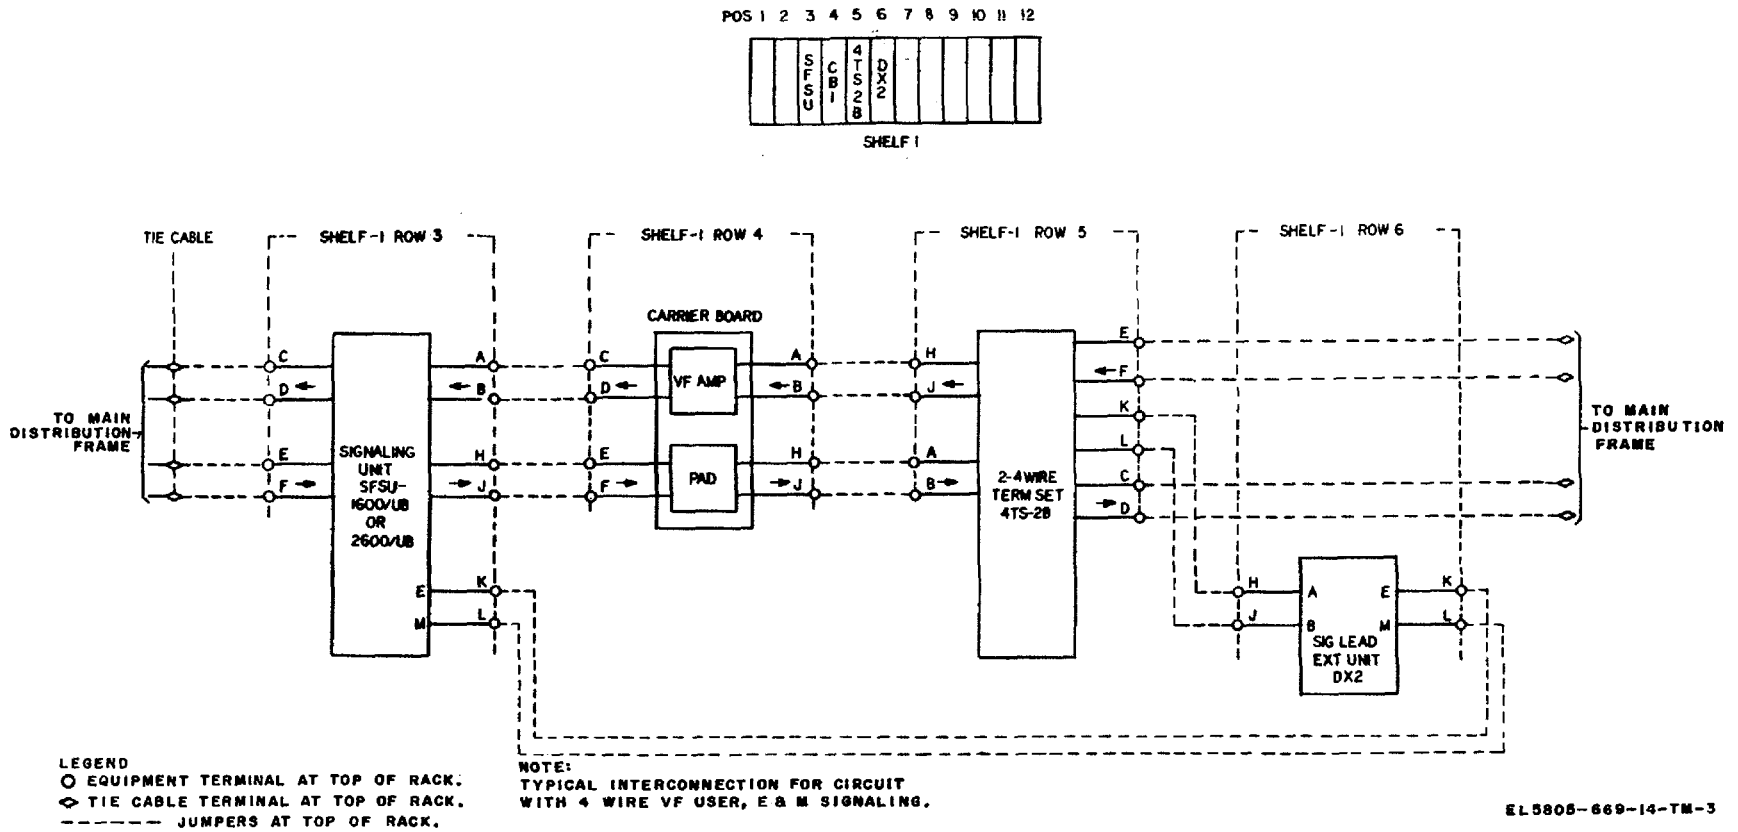 POS 1 2 3 4 5 6 7 8 9 10 11 12
SFSU
CB1
4TS2B
DX2
SHELF 1
TIE CABLE
SHELF-1 ROW 3
SHELF-1 ROW 4
SHELF-1 ROW 5
SHELF-1 ROW 6
CARRIER BOARD
C
D
E
F
A
B
H
J
K
L
E
M
SIGNALING
UNIT
SFSU-
1600/UB
OR
2600/UB
C
D
E
F
VF AMP
PAD
A
B
H
J
H
J
A
B
2-4WIRE
TERM SET
4TS-2B
E
F
K
L
C
D
H
J
A
B
E
M
K
L
SIG LEAD
EXT UNIT
DX2
TO MAIN
DISTRIBUTION
FRAME
TO MAIN
DISTRIBUTION
FRAME
LEGEND
EQUIPMENT TERMINAL AT TOP OF RACK.
TIE CABLE TERMINAL AT TOP OF RACK.
JUMPERS AT TOP OF RACK.
NOTE:
TYPICAL INTERCONNECTION FOR CIRCUIT
WITH 4 WIRE VF USER, E & M SIGNALING.
EL5805-669-14-TM-3